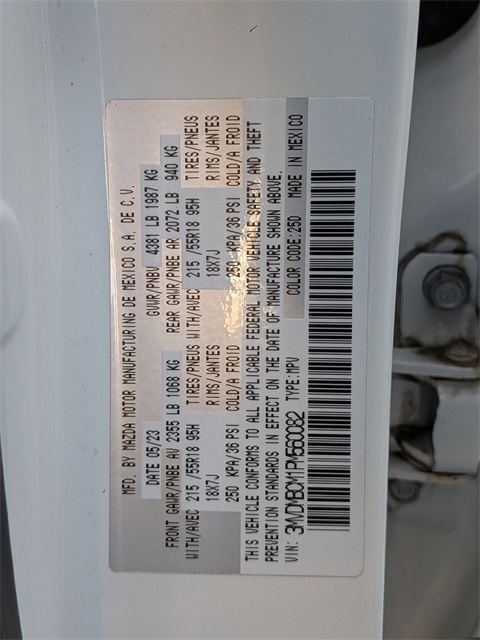 MFD. BY MAZDA MOTOR MANUFACTURING DE MEXICO S.A. DE C.V.
DATE 05/23 GVWR/PNBV 4381 LB 1987 KG
FRONT GAWR/PNBE AV 2355 LB 1068 KG REAR GAWR/PNBE AR 2072 LB 940 KG
WITH/AVEC 215/55R18 95H TIRES/PNEUS WITH/AVEC 215/55R18 95H TIRES/PNEUS
18X7J RIMS/JANTES 18X7J RIMS/JANTES
250 KPA/36 PSI COLD/A FROID 250 KPA/36 PSI COLD/A FROID
THIS VEHICLE CONFORMS TO ALL APPLICABLE FEDERAL MOTOR VEHICLE SAFETY AND THEFT
PREVENTION STANDARDS IN EFFECT ON THE DATE OF MANUFACTURE SHOWN ABOVE.
VIN: 3MVDMBCM1PM560082 TYPE:MPV COLOR CODE:25D MADE IN MEXICO